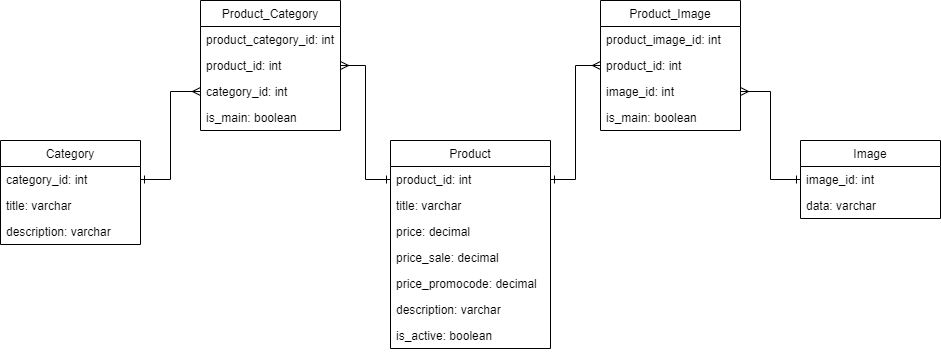 Product_Category
product_category_id: int
product_id: int
category_id: int
is_main: boolean
Product_Image
product_image_id: int
product_id: int
image_id: int
is_main: boolean
Category
category_id: int
title: varchar
description: varchar
Product
product_id: int
title: varchar
price: decimal
price_sale: decimal
price_promocode: decimal
description: varchar
is_active: boolean
Image
image_id: int
data: varchar